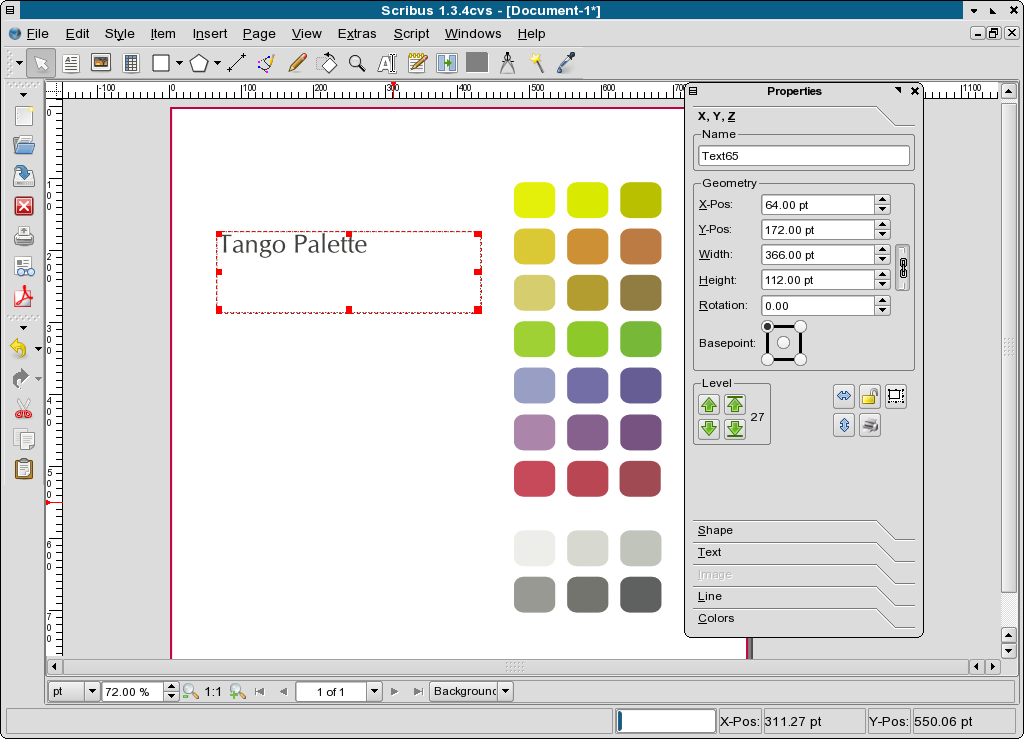 Scribus 1.3.4cvs - [Document-1*]
File Edit Style Item Insert Page View Extras Script Windows Help
-100 0 100 200 300 400 500 600 1100
0
100
200
300
400
500
600
700
Tango Palette
Properties
X, Y, Z
Name
Text65
Geometry
X-Pos: 64.00 pt
Y-Pos: 172.00 pt
Width: 366.00 pt
Height: 112.00 pt
Rotation: 0.00
Basepoint:
Level
27
Shape
Text
Image
Line
Colors
pt 72.00 % 1:1 1 of 1
X-Pos: 311.27 pt Y-Pos: 550.06 pt